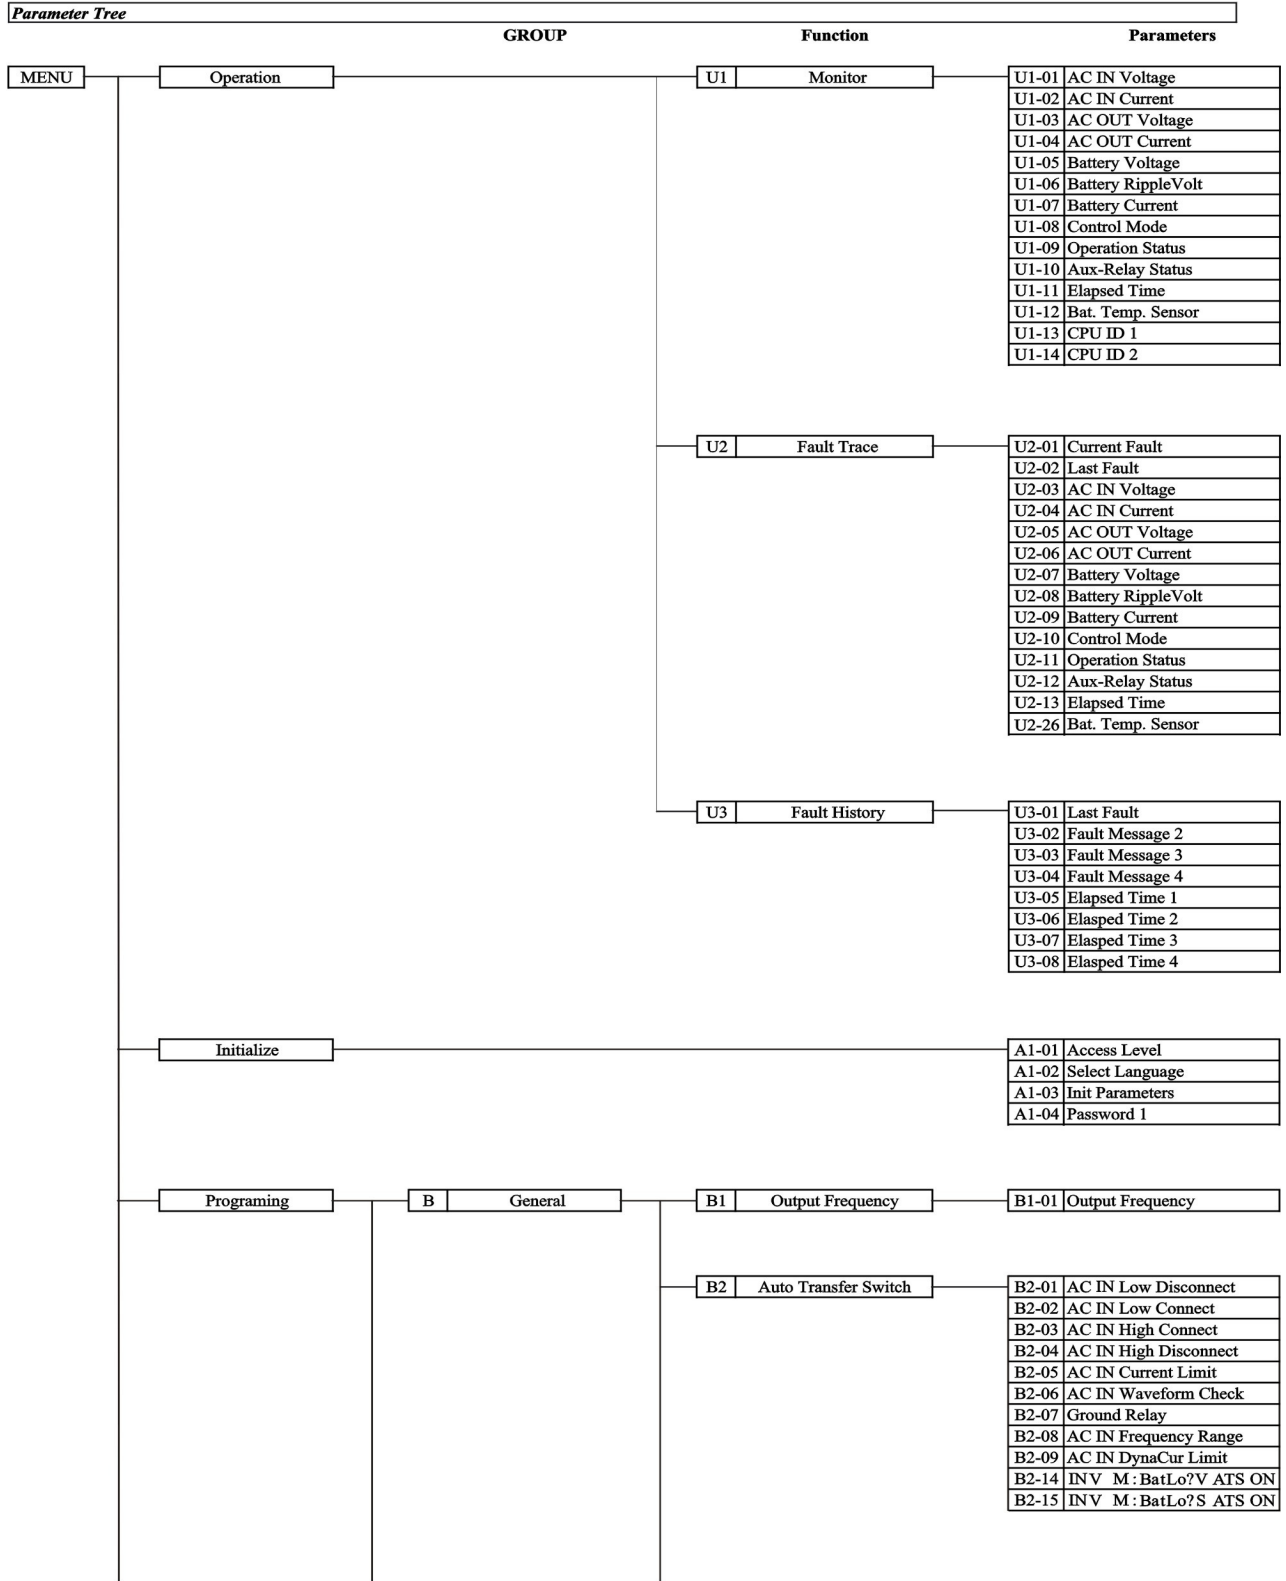 Parameter Tree
GROUP Function Parameters
MENU Operation U1 Monitor U1-01 AC IN Voltage
U1-02 AC IN Current
U1-03 AC OUT Voltage
U1-04 AC OUT Current
U1-05 Battery Voltage
U1-06 Battery RippleVolt
U1-07 Battery Current
U1-08 Control Mode
U1-09 Operation Status
U1-10 Aux-Relay Status
U1-11 Elapsed Time
U1-12 Bat. Temp. Sensor
U1-13 CPU ID 1
U1-14 CPU ID 2
U2 Fault Trace U2-01 Current Fault
U2-02 Last Fault
U2-03 AC IN Voltage
U2-04 AC IN Current
U2-05 AC OUT Voltage
U2-06 AC OUT Current
U2-07 Battery Voltage
U2-08 Battery RippleVolt
U2-09 Battery Current
U2-10 Control Mode
U2-11 Operation Status
U2-12 Aux-Relay Status
U2-13 Elapsed Time
U2-26 Bat. Temp. Sensor
U3 Fault History U3-01 Last Fault
U3-02 Fault Message 2
U3-03 Fault Message 3
U3-04 Fault Message 4
U3-05 Elapsed Time 1
U3-06 Elasped Time 2
U3-07 Elasped Time 3
U3-08 Elasped Time 4
Initialize A1-01 Access Level
A1-02 Select Language
A1-03 Init Parameters
A1-04 Password 1
Programing B General B1 Output Frequency B1-01 Output Frequency
B2 Auto Transfer Switch B2-01 AC IN Low Disconnect
B2-02 AC IN Low Connect
B2-03 AC IN High Connect
B2-04 AC IN High Disconnect
B2-05 AC IN Current Limit
B2-06 AC IN Waveform Check
B2-07 Ground Relay
B2-08 AC IN Frequency Range
B2-09 AC IN DynaCur Limit
B2-14 INV M:BatLo?V ATS ON
B2-15 INV M:BatLo?S ATS ON